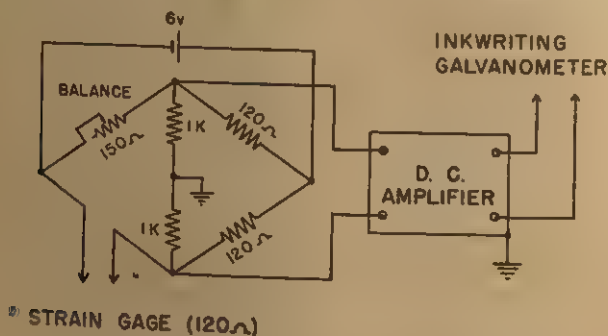 6v
INKWRITING
GALVANOMETER
BALANCE
150Ω
1K
120Ω
D. C.
AMPLIFIER
1K
120Ω
STRAIN GAGE (120Ω)